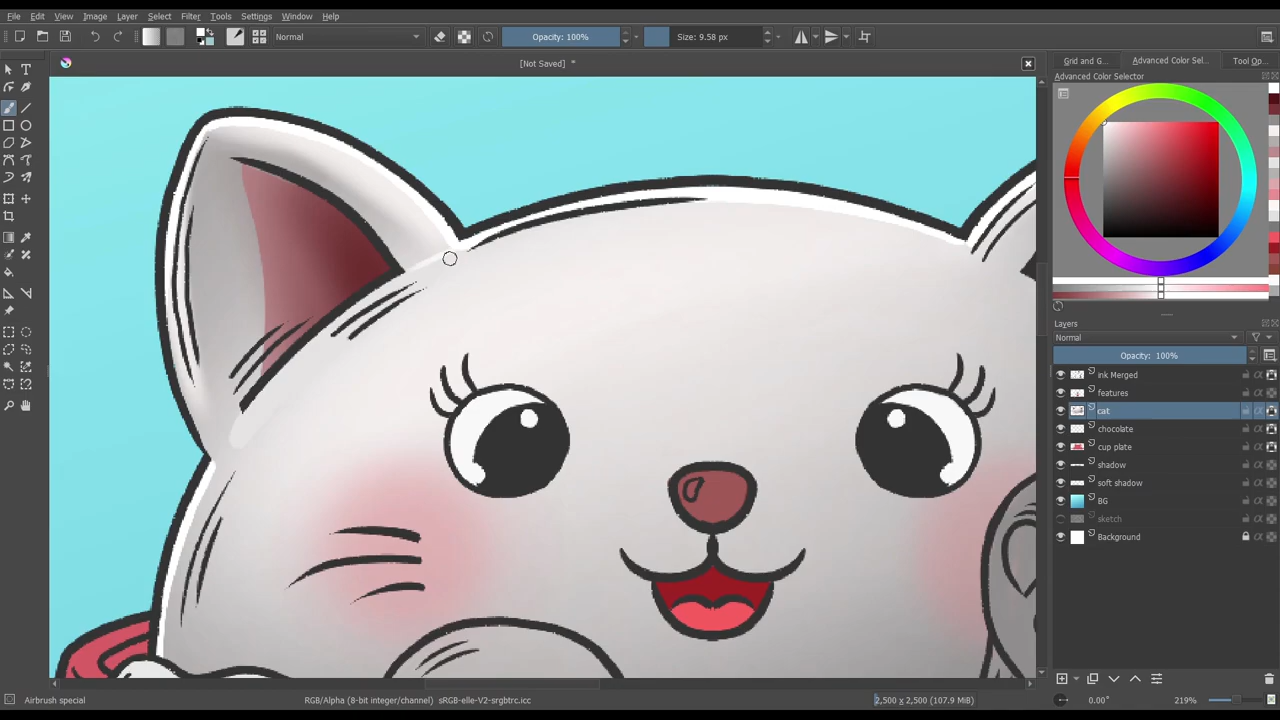 File Edit View Image Layer Select Filter Tools Settings Window Help
Normal Opacity: 100% Size: 9.58 px
[Not Saved] *
Grid and G... Advanced Color Sel... Tool Op...
Advanced Color Selector
Layers
Normal
Opacity: 100%
ink Merged
features
cat
chocolate
cup plate
shadow
soft shadow
BG
sketch
Background
Airbrush special RGB/Alpha (8-bit integer/channel) sRGB-elle-V2-srgbtrc.icc 2,500 x 2,500 (107.9 MiB) 0.00° 219%